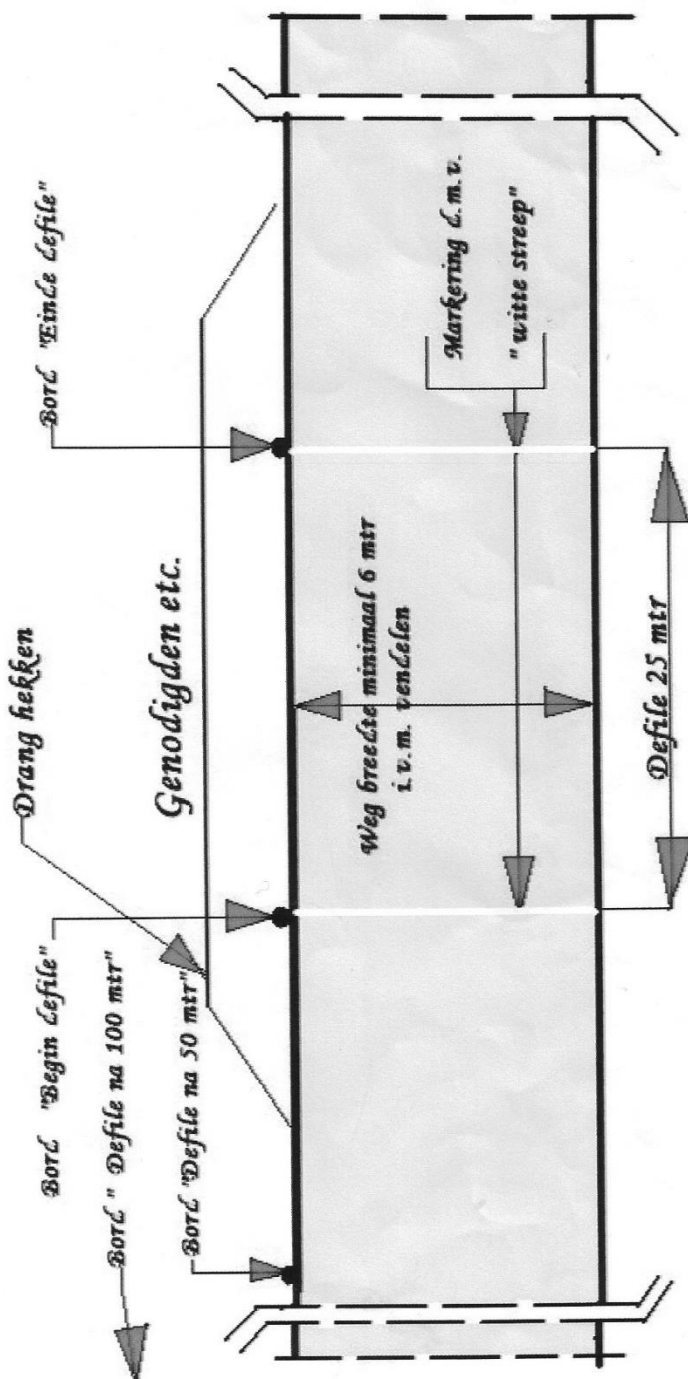 Bord "Einde defile"
Drang hekken
Genodigden etc.
Bord "Begin defile"
Bord " Defile na 100 mtr"
Bord "Defile na 50 mtr"
Markering d.m.v.
"witte streep"
Weg breedte minimaal 6 mtr
i.v.m. vendelen
Defile 25 mtr